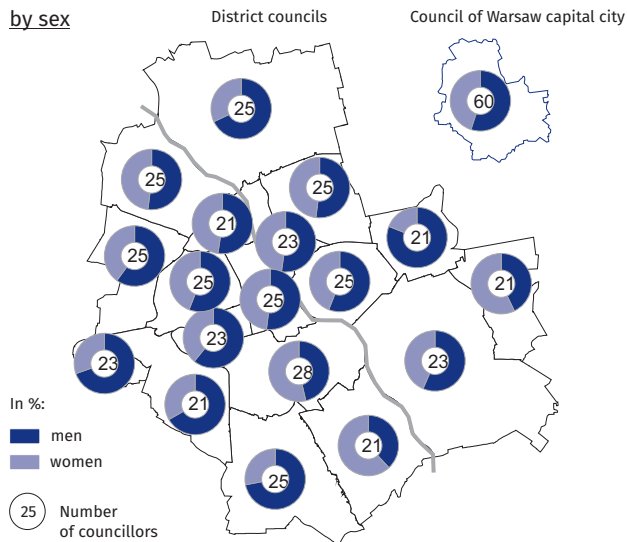 by sex
District councils
Council of Warsaw capital city
60
25
25
25
21
21
23
25
25
25
21
25
23
23
23
28
21
21
25
In %:
men
women
25
Number
of councillors